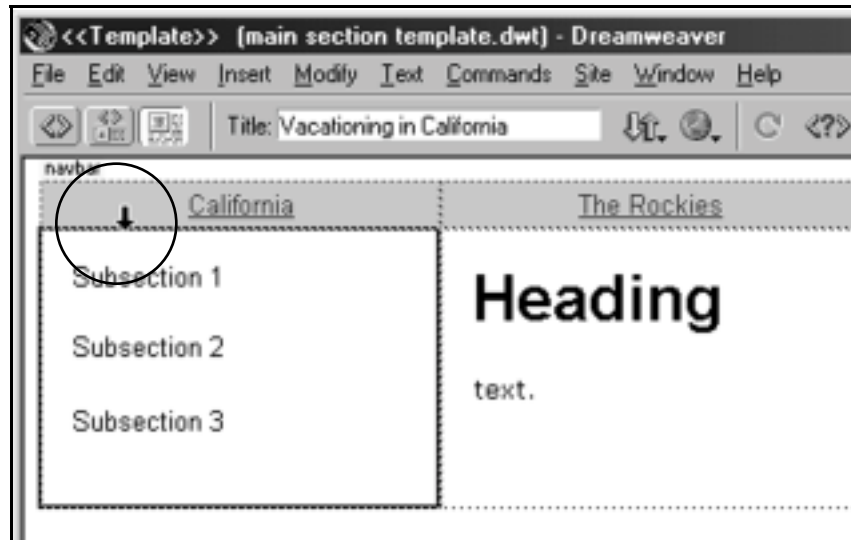 <<Template>> (main section template.dwt) - Dreamweaver
File Edit View Insert Modify Text Commands Site Window Help
Title: Vacationing in California
navbar
California The Rockies
Subsection 1
Heading
Subsection 2
text.
Subsection 3